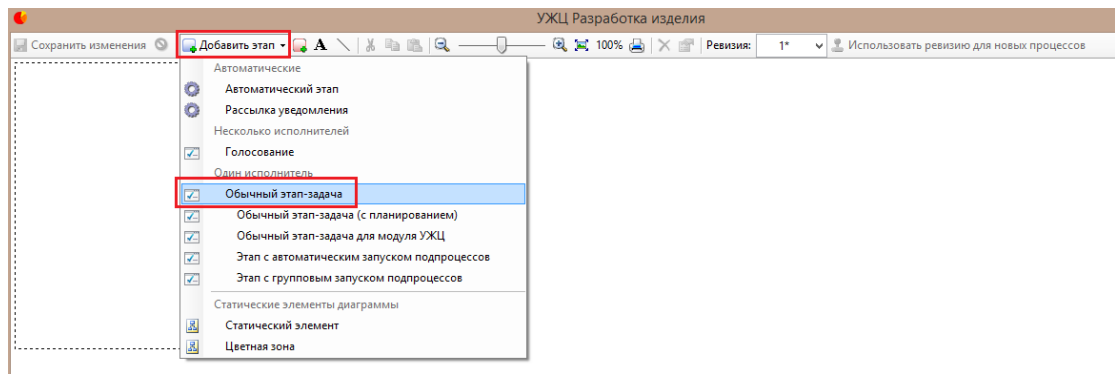 УЖЦ Разработка изделия
Сохранить изменения Добавить этап A 100% Ревизия: 1* Использовать ревизию для новых процессов
Автоматические
Автоматический этап
Рассылка уведомления
Несколько исполнителей
Голосование
Один исполнитель
Обычный этап-задача
Обычный этап-задача (с планированием)
Обычный этап-задача для модуля УЖЦ
Этап с автоматическим запуском подпроцессов
Этап с групповым запуском подпроцессов
Статические элементы диаграммы
Статический элемент
Цветная зона